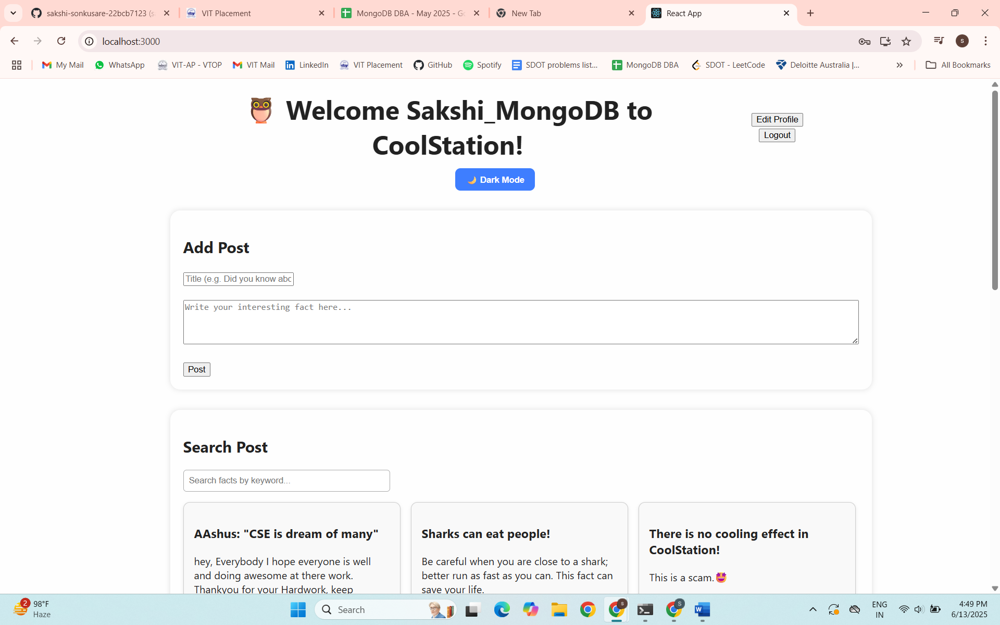 sakshi-sonkusare-22bcb7123 (s
VIT Placement
MongoDB DBA - May 2025 - Go
New Tab
React App
localhost:3000
S
My Mail
WhatsApp
VIT-AP - VTOP
VIT Mail
LinkedIn
VIT Placement
GitHub
Spotify
SDOT problems list...
MongoDB DBA
SDOT - LeetCode
Deloitte Australia |...
All Bookmarks
Welcome Sakshi_MongoDB to
CoolStation!
Edit Profile
Logout
Dark Mode
Add Post
Title (e.g. Did you know abo
Write your interesting fact here...
Post
Search Post
Search facts by keyword...
AAshus: "CSE is dream of many"
hey, Everybody I hope everyone is well
and doing awesome at there work.
Thankyou for your Hardwork, keep
Sharks can eat people!
Be careful when you are close to a shark;
better run as fast as you can. This fact can
save your life.
There is no cooling effect in
CoolStation!
This is a scam.🤩
2
98°F
Haze
Search
S
S
ENG
IN
4:49 PM
6/13/2025